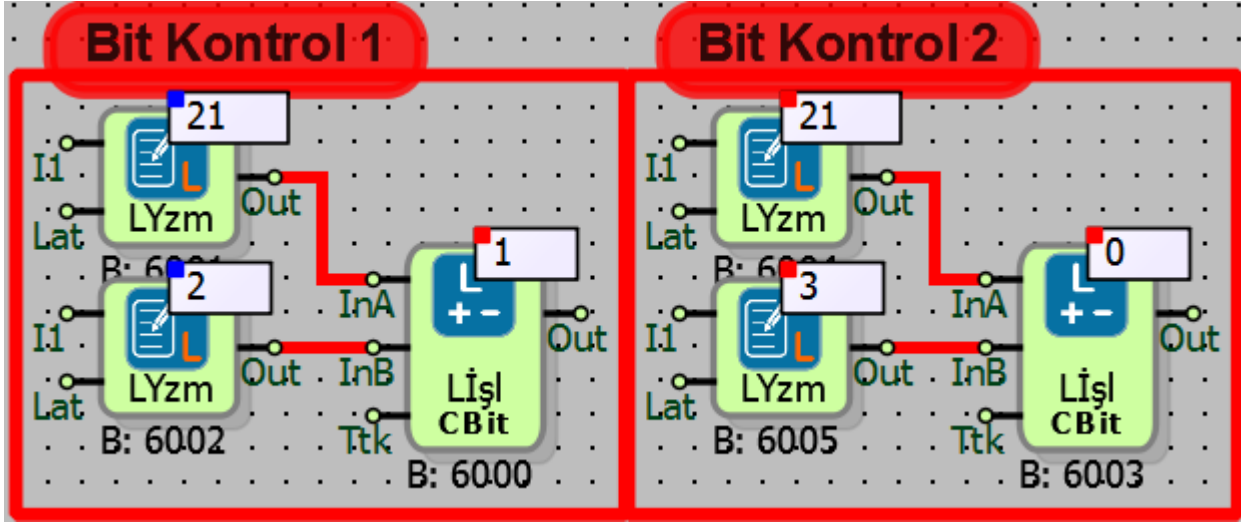 Bit Kontrol 1
21
I1
Lat
LYzm
Out
2
I1
Lat
LYzm
Out
B: 6002
1
InA
InB
Ttk
L
+ -
LİşI
CBit
Out
B: 6000
Bit Kontrol 2
21
I1
Lat
LYzm
Out
3
I1
Lat
LYzm
Out
B: 6005
0
InA
InB
Ttk
L
+ -
LİşI
CBit
Out
B: 6003